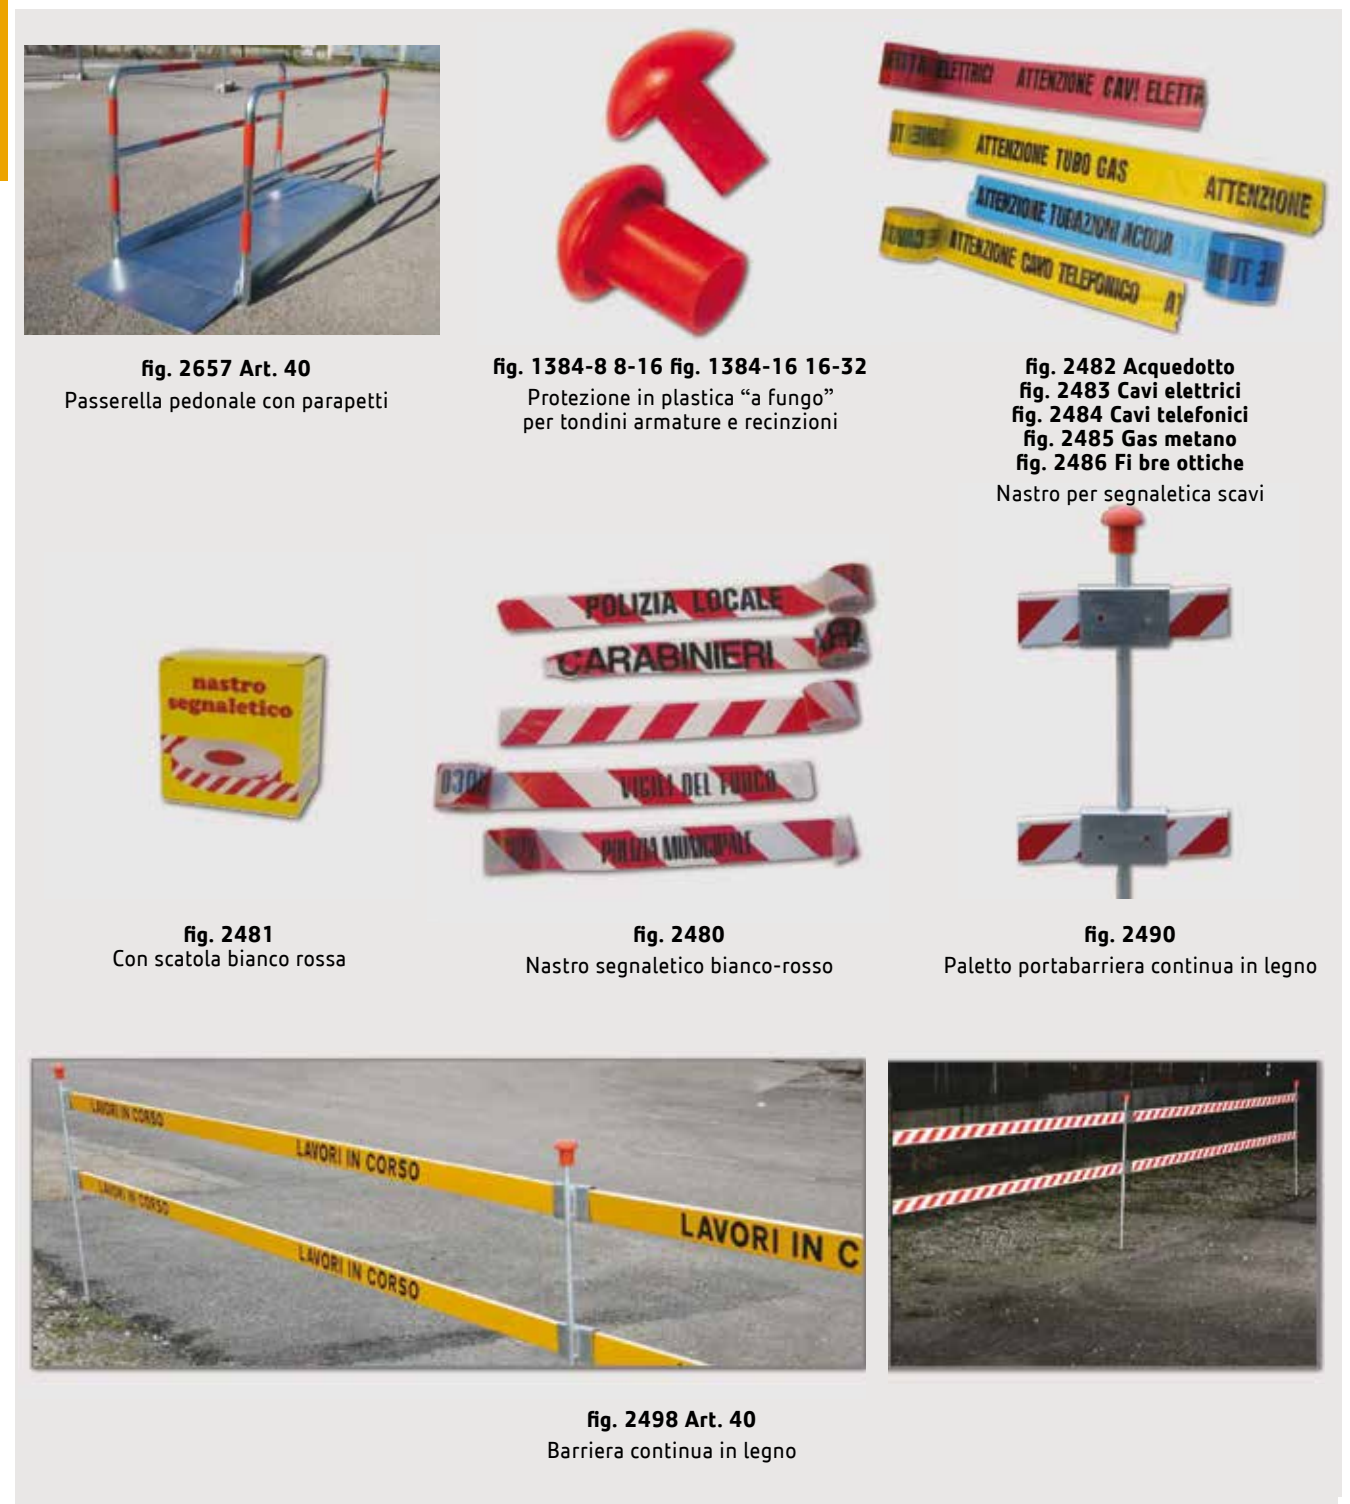 ELETTRICI ATTENZIONE CAVI ELETTR
ATTENZIONE TUBO GAS ATTENZIONE
ATTENZIONE TUBAZIONI ACQUA
ATTENZIONE CAVO TELEFONICO AT
fig. 2657 Art. 40
Passerella pedonale con parapetti
fig. 1384-8 8-16 fig. 1384-16 16-32
Protezione in plastica “a fungo”
per tondini armature e recinzioni
fig. 2482 Acquedotto
fig. 2483 Cavi elettrici
fig. 2484 Cavi telefonici
fig. 2485 Gas metano
fig. 2486 Fi bre ottiche
Nastro per segnaletica scavi
nastro
segnaletico
POLIZIA LOCALE
CARABINIERI
VIGILI DEL FUOCO
POLIZIA MUNICIPALE
fig. 2481
Con scatola bianco rossa
fig. 2480
Nastro segnaletico bianco-rosso
fig. 2490
Paletto portabarriera continua in legno
LAVORI IN CORSO
LAVORI IN CORSO
LAVORI IN C
LAVORI IN CORSO
LAVORI IN CORSO
fig. 2498 Art. 40
Barriera continua in legno